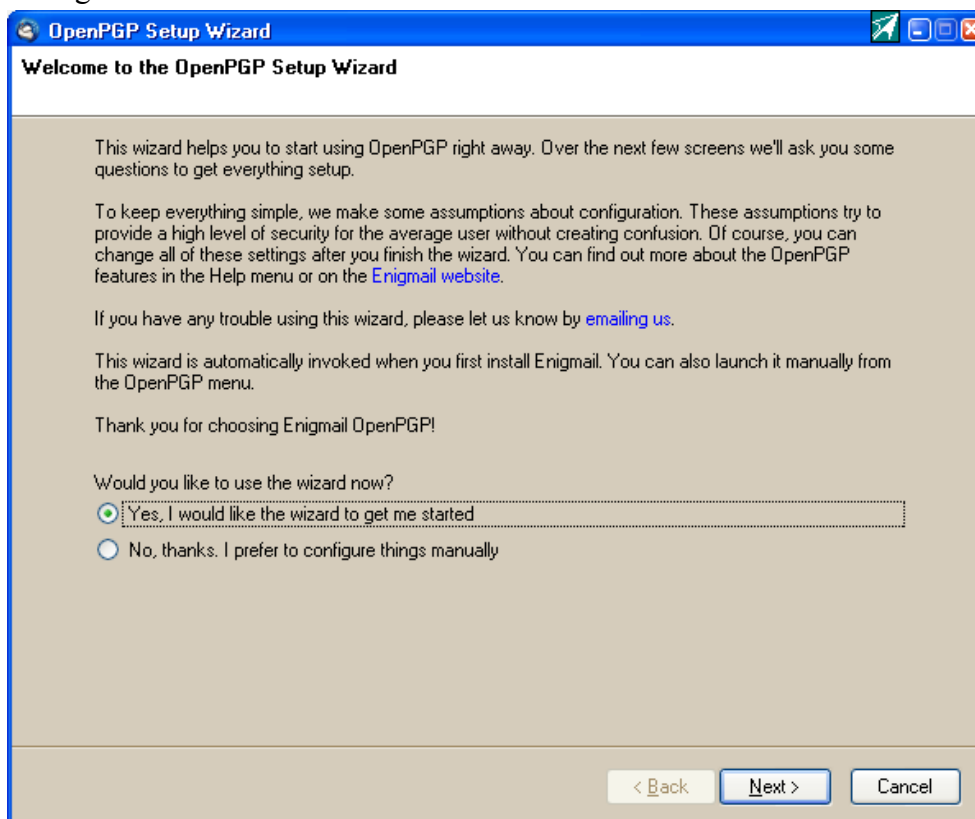 OpenPGP Setup Wizard
Welcome to the OpenPGP Setup Wizard
This wizard helps you to start using OpenPGP right away. Over the next few screens we'll ask you some
questions to get everything setup.
To keep everything simple, we make some assumptions about configuration. These assumptions try to
provide a high level of security for the average user without creating confusion. Of course, you can
change all of these settings after you finish the wizard. You can find out more about the OpenPGP
features in the Help menu or on the Enigmail website.
If you have any trouble using this wizard, please let us know by emailing us.
This wizard is automatically invoked when you first install Enigmail. You can also launch it manually from
the OpenPGP menu.
Thank you for choosing Enigmail OpenPGP!
Would you like to use the wizard now?
Yes, I would like the wizard to get me started
No, thanks. I prefer to configure things manually
< Back Next > Cancel